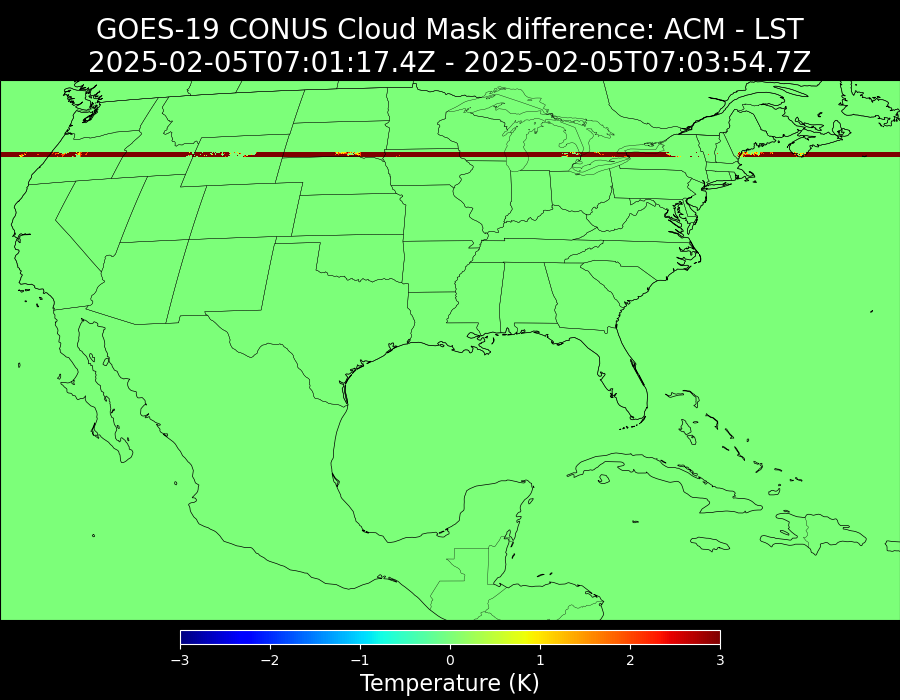 GOES-19 CONUS Cloud Mask difference: ACM - LST
2025-02-05T07:01:17.4Z - 2025-02-05T07:03:54.7Z
−3 −2 −1 0 1 2 3
Temperature (K)